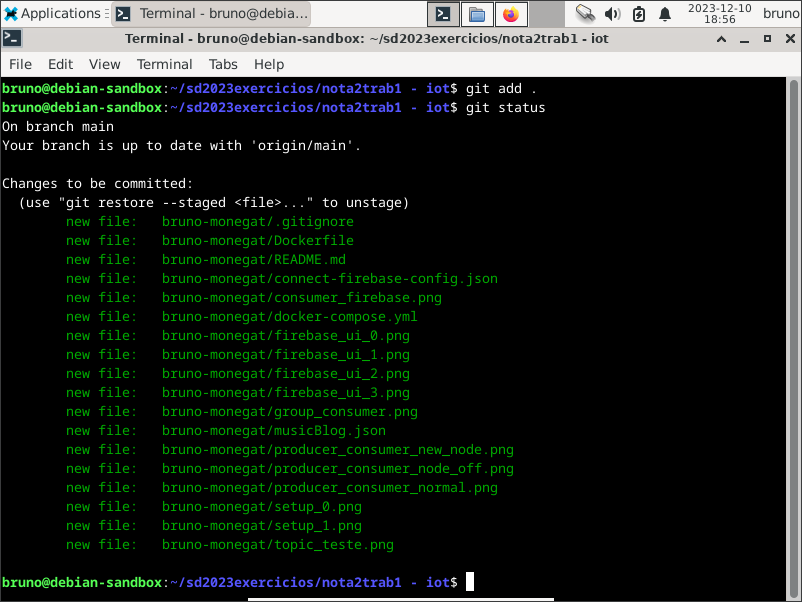 Applications
Terminal - bruno@debia...
2023-12-10
18:56
bruno
Terminal - bruno@debian-sandbox: ~/sd2023exercicios/nota2trab1 - iot
File Edit View Terminal Tabs Help
bruno@debian-sandbox:~/sd2023exercicios/nota2trab1 - iot$ git add .
bruno@debian-sandbox:~/sd2023exercicios/nota2trab1 - iot$ git status
On branch main
Your branch is up to date with 'origin/main'.
Changes to be committed:
  (use "git restore --staged <file>..." to unstage)
        new file:   bruno-monegat/.gitignore
        new file:   bruno-monegat/Dockerfile
        new file:   bruno-monegat/README.md
        new file:   bruno-monegat/connect-firebase-config.json
        new file:   bruno-monegat/consumer_firebase.png
        new file:   bruno-monegat/docker-compose.yml
        new file:   bruno-monegat/firebase_ui_0.png
        new file:   bruno-monegat/firebase_ui_1.png
        new file:   bruno-monegat/firebase_ui_2.png
        new file:   bruno-monegat/firebase_ui_3.png
        new file:   bruno-monegat/group_consumer.png
        new file:   bruno-monegat/musicBlog.json
        new file:   bruno-monegat/producer_consumer_new_node.png
        new file:   bruno-monegat/producer_consumer_node_off.png
        new file:   bruno-monegat/producer_consumer_normal.png
        new file:   bruno-monegat/setup_0.png
        new file:   bruno-monegat/setup_1.png
        new file:   bruno-monegat/topic_teste.png
bruno@debian-sandbox:~/sd2023exercicios/nota2trab1 - iot$